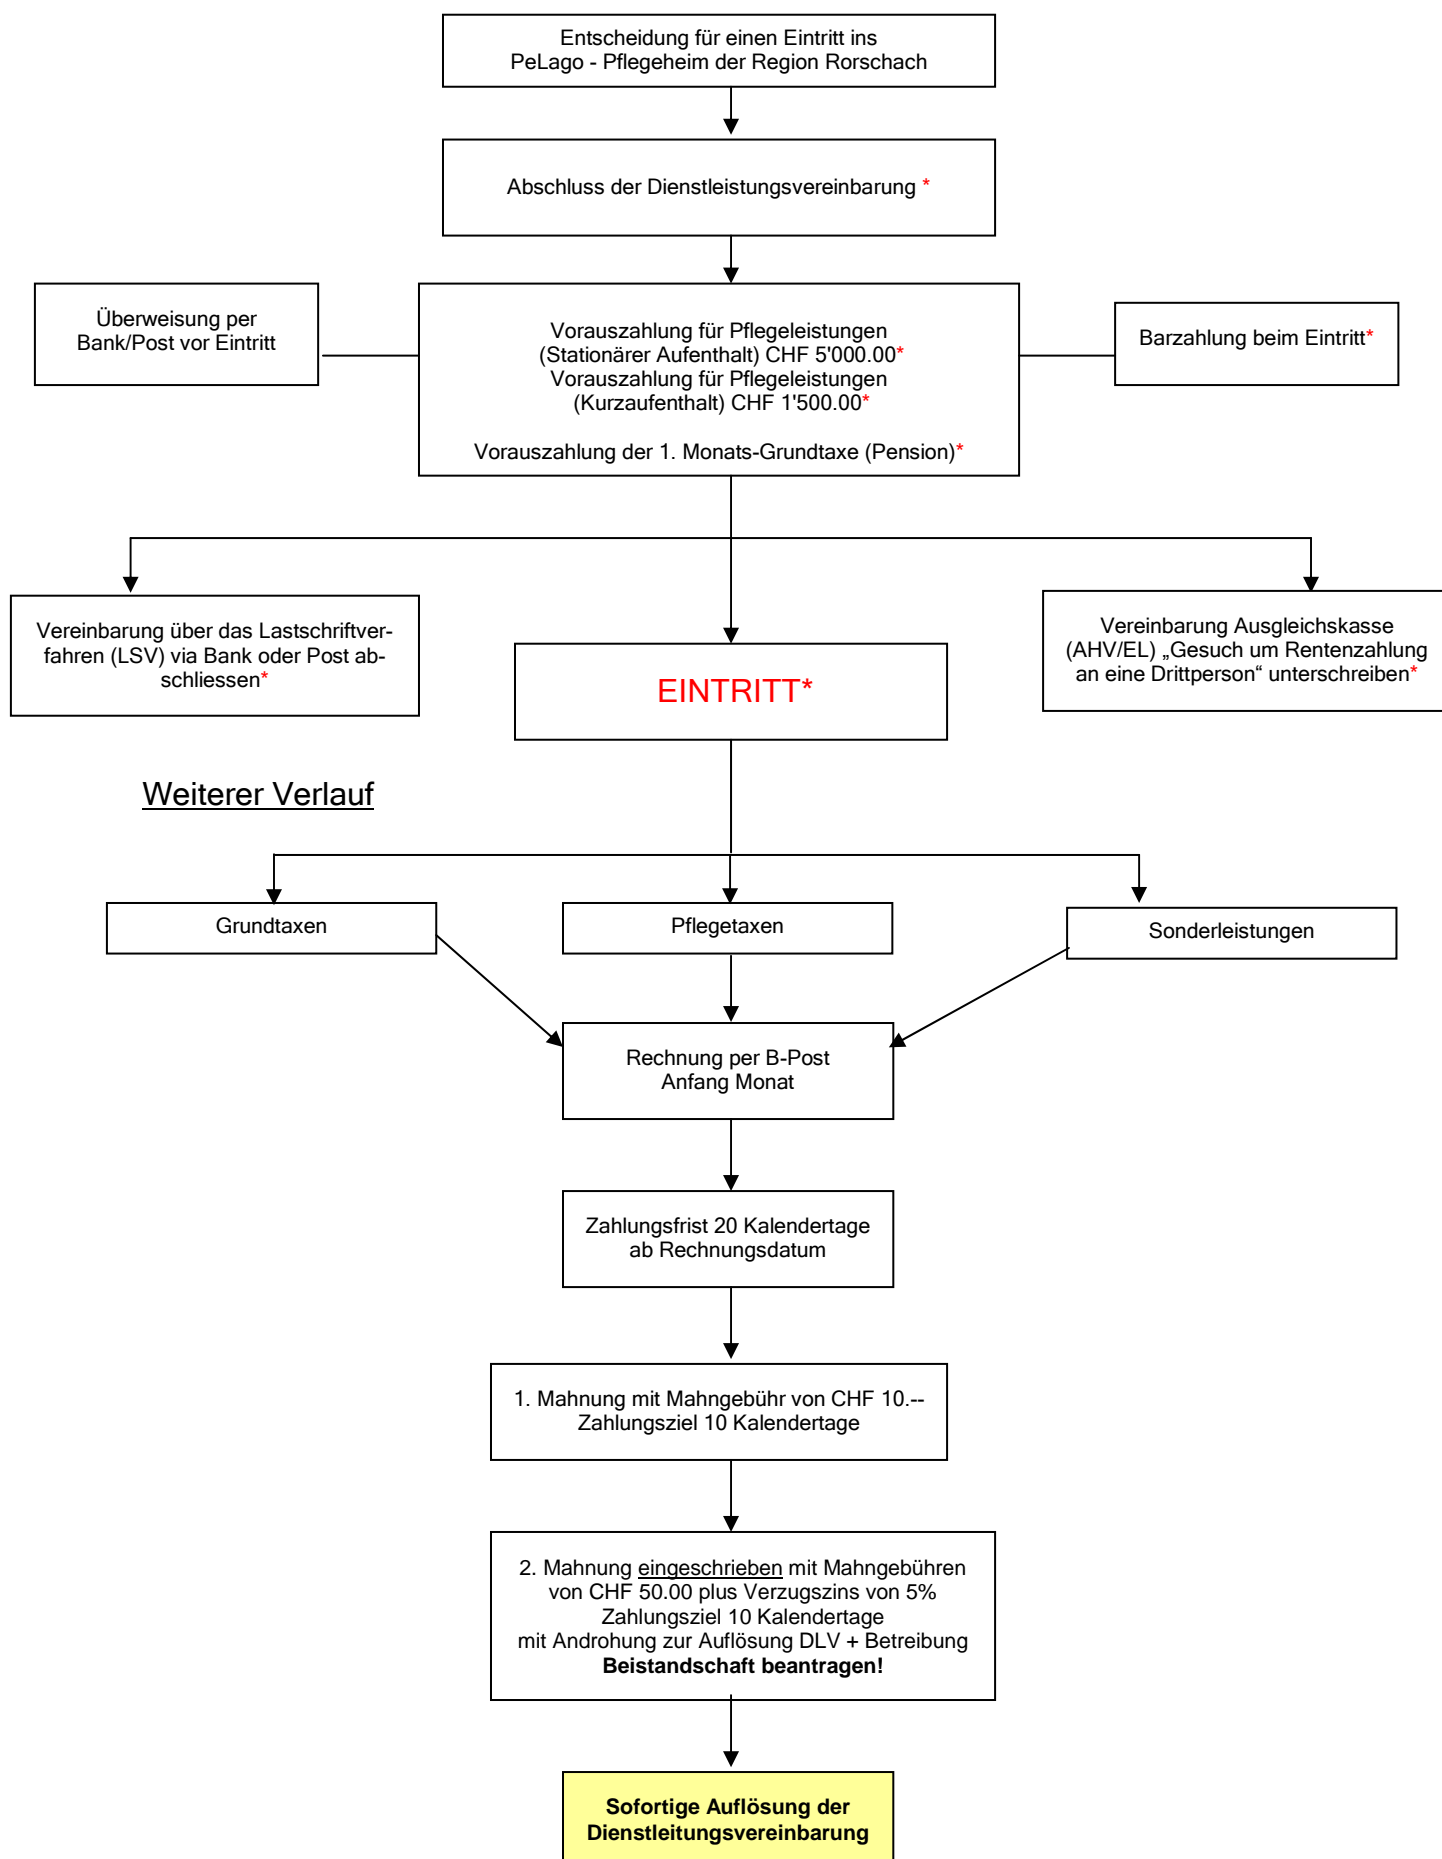 Entscheidung für einen Eintritt ins
PeLago - Pflegeheim der Region Rorschach
Abschluss der Dienstleistungsvereinbarung *
Überweisung per
Bank/Post vor Eintritt
Vorauszahlung für Pflegeleistungen
(Stationärer Aufenthalt) CHF 5'000.00*
Vorauszahlung für Pflegeleistungen
(Kurzaufenthalt) CHF 1'500.00*
Vorauszahlung der 1. Monats-Grundtaxe (Pension)*
Barzahlung beim Eintritt*
Vereinbarung über das Lastschriftver-
fahren (LSV) via Bank oder Post ab-
schliessen*
EINTRITT*
Vereinbarung Ausgleichskasse
(AHV/EL) „Gesuch um Rentenzahlung
an eine Drittperson“ unterschreiben*
Weiterer Verlauf
Grundtaxen
Pflegetaxen
Sonderleistungen
Rechnung per B-Post
Anfang Monat
Zahlungsfrist 20 Kalendertage
ab Rechnungsdatum
1. Mahnung mit Mahngebühr von CHF 10.--
Zahlungsziel 10 Kalendertage
2. Mahnung eingeschrieben mit Mahngebühren
von CHF 50.00 plus Verzugszins von 5%
Zahlungsziel 10 Kalendertage
mit Androhung zur Auflösung DLV + Betreibung
Beistandschaft beantragen!
Sofortige Auflösung der
Dienstleitungsvereinbarung